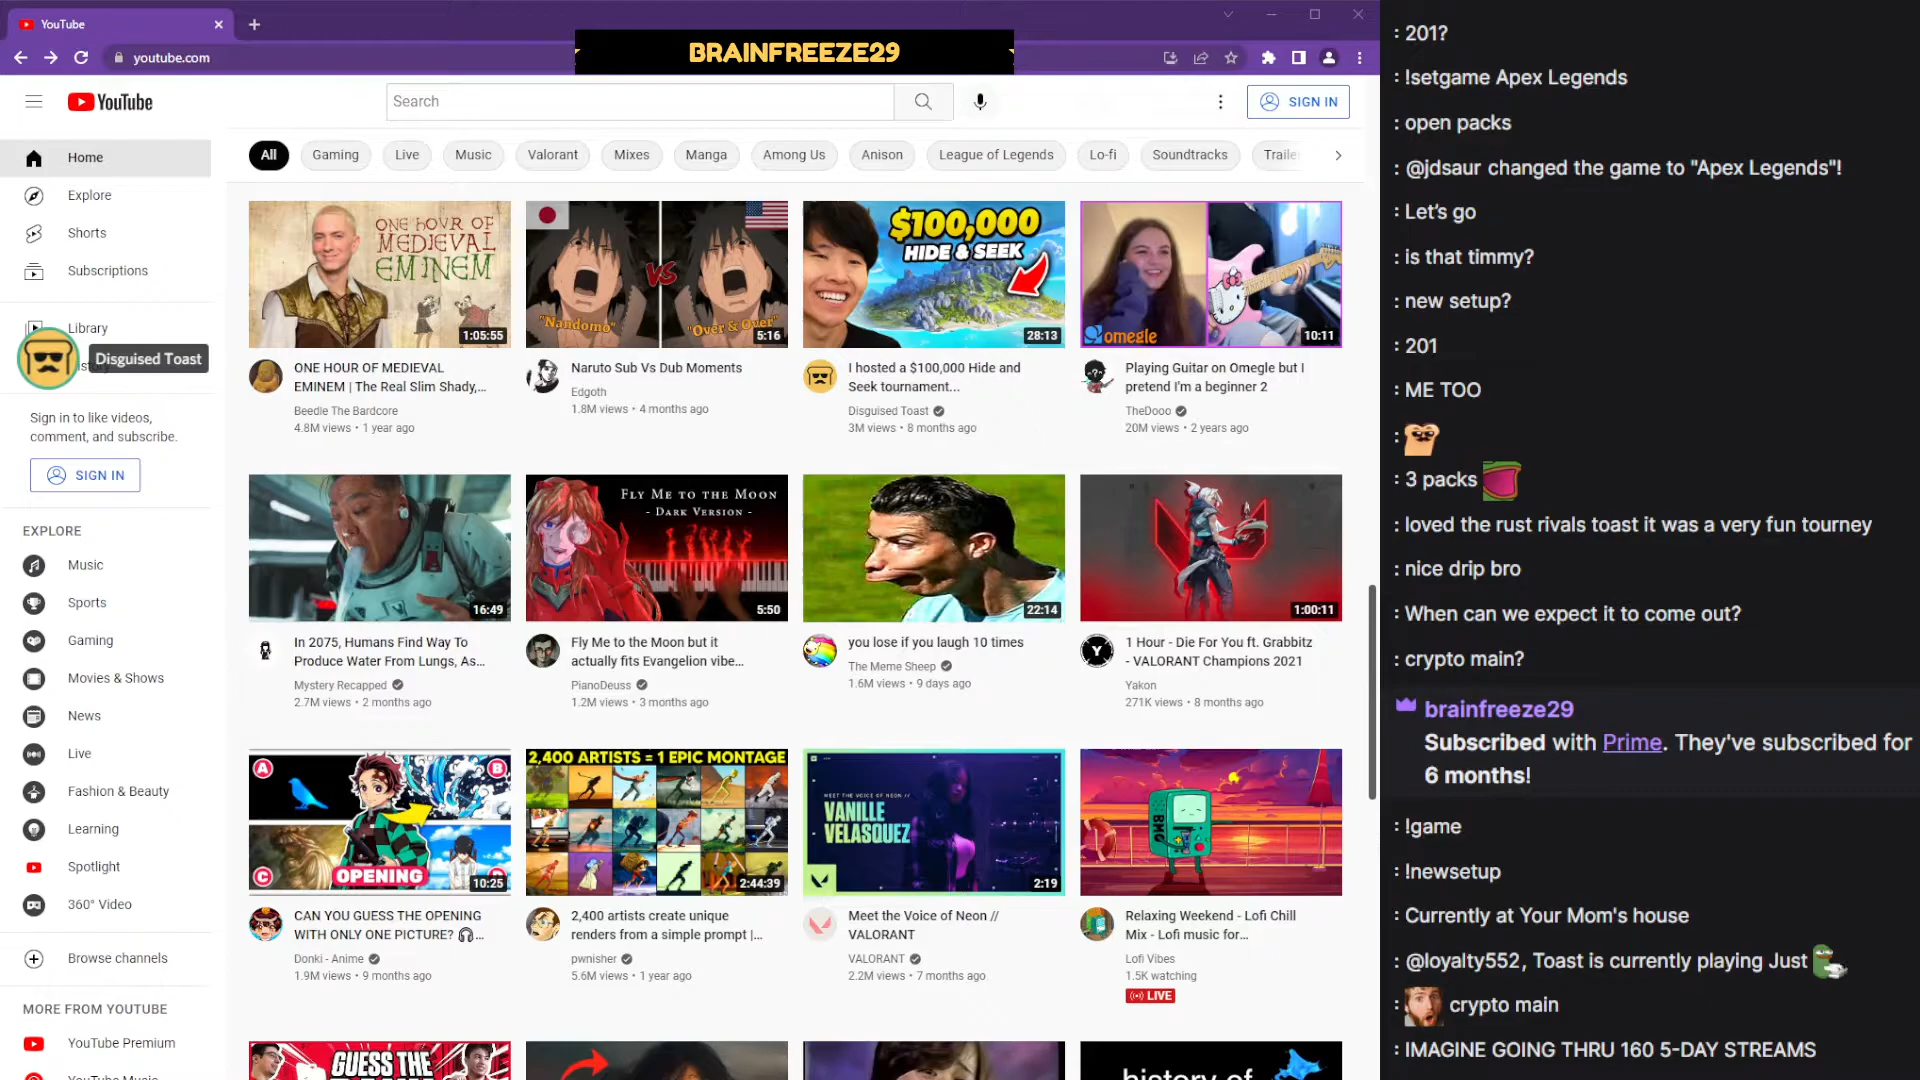 YouTube
youtube.com
BRAINFREEZE29
YouTube
Search
SIGN IN
Home
Explore
Shorts
Subscriptions
Library
Disguised Toast
Sign in to like videos,
comment, and subscribe.
SIGN IN
EXPLORE
Music
Sports
Gaming
Movies & Shows
News
Live
Fashion & Beauty
Learning
Spotlight
360° Video
Browse channels
MORE FROM YOUTUBE
YouTube Premium
All
Gaming
Live
Music
Valorant
Mixes
Manga
Among Us
Anison
League of Legends
Lo-fi
Soundtracks
Trailer
ONE HOUR OF
MEDIEVAL
EMINEM
1:05:55
ONE HOUR OF MEDIEVAL
EMINEM | The Real Slim Shady,...
Beedle The Bardcore
4.8M views • 1 year ago
VS
"Nandomo"
"Over & Over"
5:16
Naruto Sub Vs Dub Moments
Edgoth
1.8M views • 4 months ago
$100,000
HIDE & SEEK
28:13
I hosted a $100,000 Hide and
Seek tournament...
Disguised Toast
3M views • 8 months ago
omegle
10:11
Playing Guitar on Omegle but I
pretend I'm a beginner 2
TheDooo
20M views • 2 years ago
16:49
In 2075, Humans Find Way To
Produce Water From Lungs, As...
Mystery Recapped
2.7M views • 2 months ago
FLY ME TO THE MOON
- DARK VERSION -
5:50
Fly Me to the Moon but it
actually fits Evangelion vibe...
PianoDeuss
1.2M views • 3 months ago
22:14
you lose if you laugh 10 times
The Meme Sheep
1.6M views • 9 days ago
1:00:11
1 Hour - Die For You ft. Grabbitz
- VALORANT Champions 2021
Yakon
271K views • 8 months ago
A
B
C
OPENING
10:25
CAN YOU GUESS THE OPENING
WITH ONLY ONE PICTURE? 🎧...
Donki - Anime
1.9M views • 9 months ago
2,400 ARTISTS = 1 EPIC MONTAGE
2:44:39
2,400 artists create unique
renders from a simple prompt |...
pwnisher
5.6M views • 1 year ago
MEET THE VOICE OF NEON //
VANILLE
VELASQUEZ
2:19
Meet the Voice of Neon //
VALORANT
VALORANT
2.2M views • 7 months ago
BMO
Relaxing Weekend - Lofi Chill
Mix - Lofi music for...
Lofi Vibes
1.5K watching
LIVE
GUESS THE
history of
: 201?
: !setgame Apex Legends
: open packs
: @jdsaur changed the game to "Apex Legends"!
: Let's go
: is that timmy?
: new setup?
: 201
: ME TOO
:
: 3 packs
: loved the rust rivals toast it was a very fun tourney
: nice drip bro
: When can we expect it to come out?
: crypto main?
brainfreeze29
Subscribed with Prime. They've subscribed for
6 months!
: !game
: !newsetup
: Currently at Your Mom's house
: @loyalty552, Toast is currently playing Just
: crypto main
: IMAGINE GOING THRU 160 5-DAY STREAMS